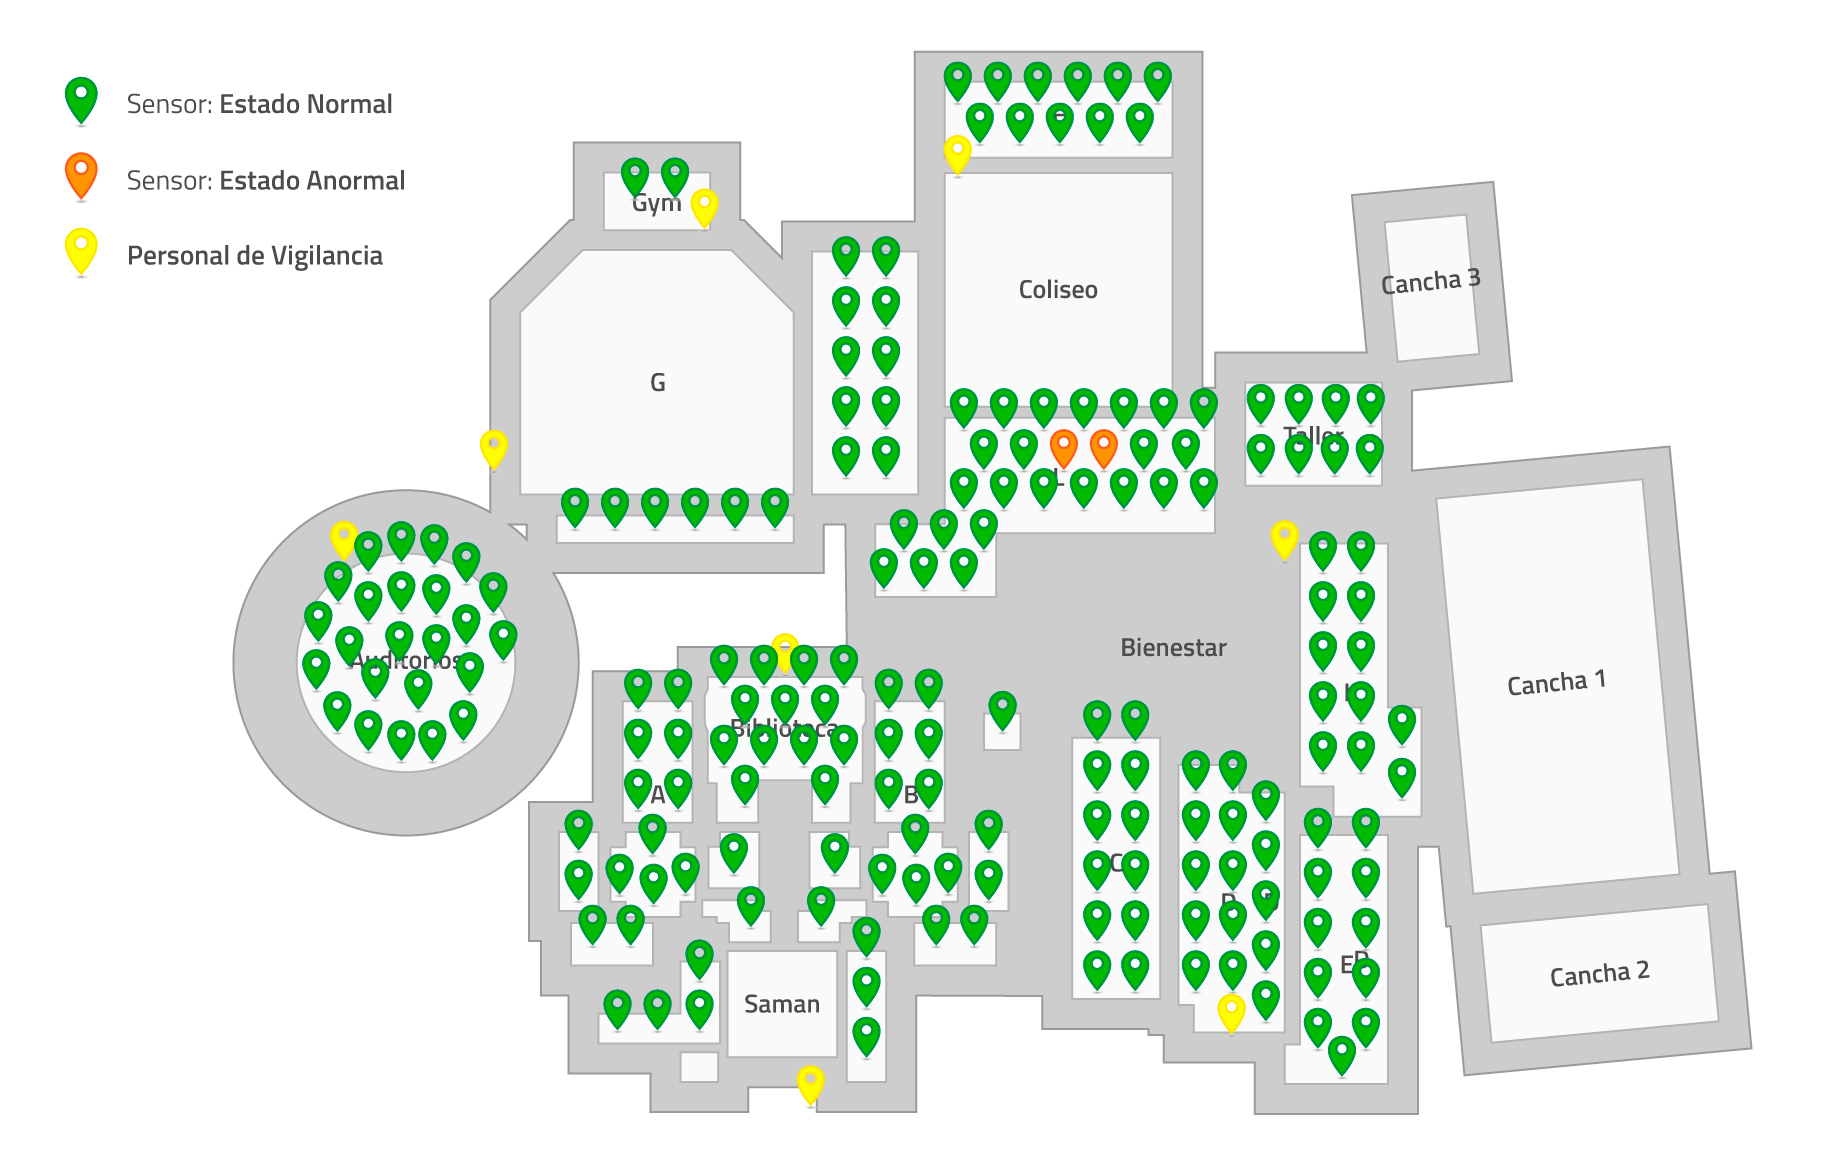 Sensor: Estado Normal
Sensor: Estado Anormal
Personal de Vigilancia
Gym
Coliseo
Cancha 3
G
Taller
L
Auditorios
Bienestar
Cancha 1
Biblioteca
A
B
C
D
E
Cancha 2
Saman